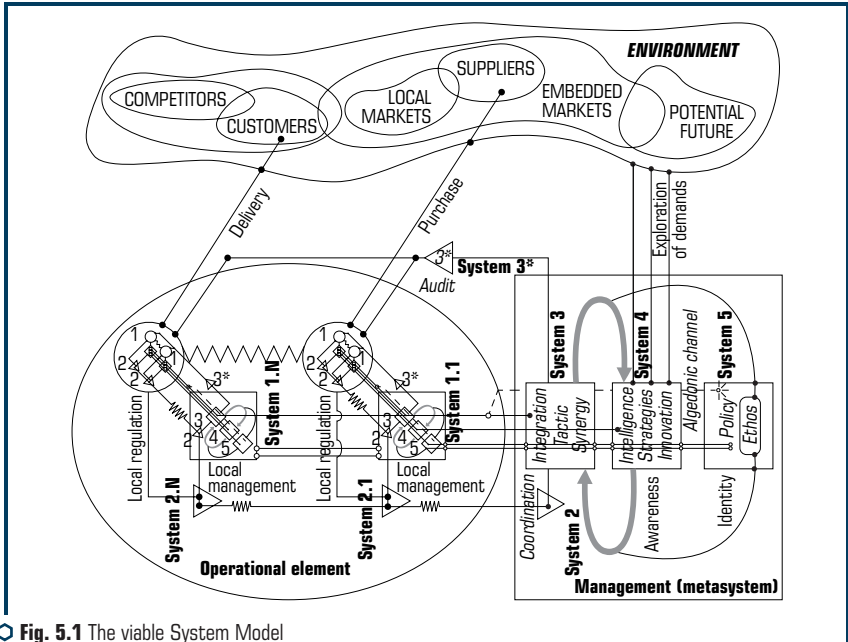 ENVIRONMENT
SUPPLIERS
COMPETITORS
LOCAL
MARKETS
EMBEDDED
MARKETS
POTENTIAL
FUTURE
CUSTOMERS
Delivery
Purchase
Exploration
of demands
3*
System 3*
Audit
1
1
2
2
3*
3
2
4
5
System 1.N
1
1
2
2
3*
3
2
4
5
System 1.1
Local regulation
Local
management
System 2.N
Local regulation
Local
management
System 2.1
Operational element
System 3
System 4
Algedonic channel
System 5
Integration
Tactic
Synergy
Intelligence
Strategies
Innovation
Policy
Ethos
Coordination
System 2
Awareness
Identity
Management (metasystem)
Fig. 5.1 The viable System Model